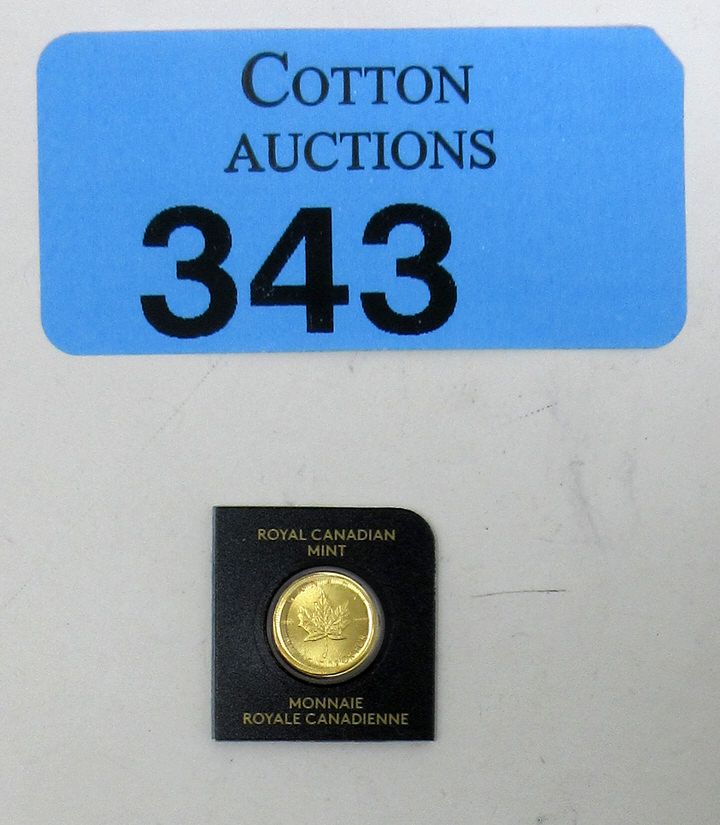 COTTON
AUCTIONS
343
ROYAL CANADIAN
MINT
MONNAIE
ROYALE CANADIENNE